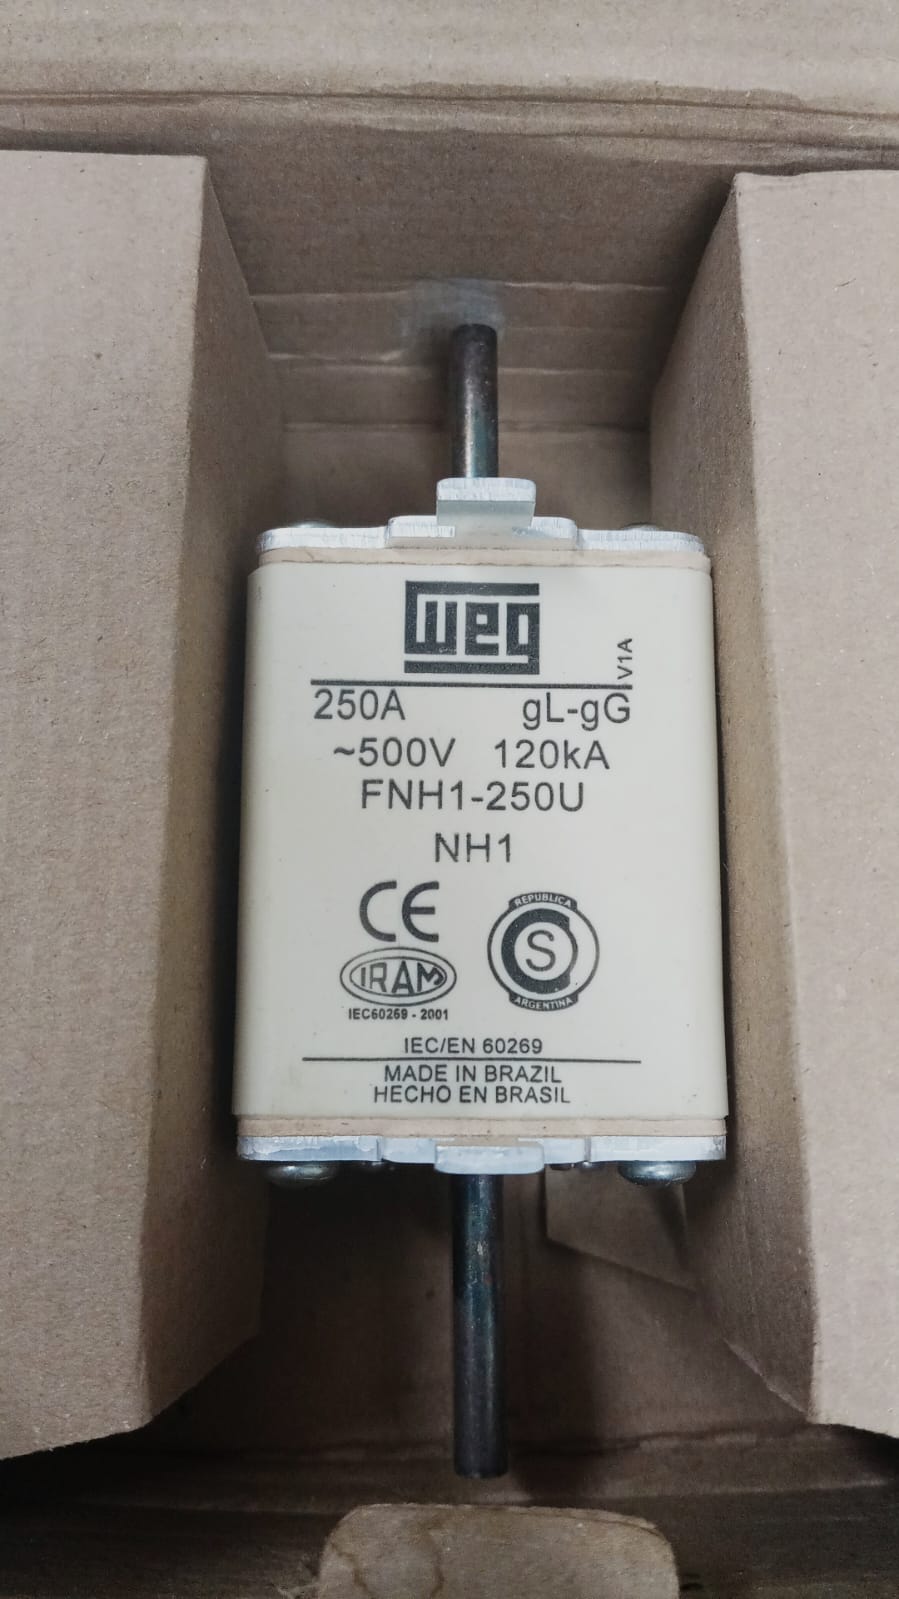 weg
V1A
250A gL-gG
~500V 120kA
FNH1-250U
NH1
CE
IRAM
IEC60269 - 2001
REPUBLICA
S
ARGENTINA
IEC/EN 60269
MADE IN BRAZIL
HECHO EN BRASIL